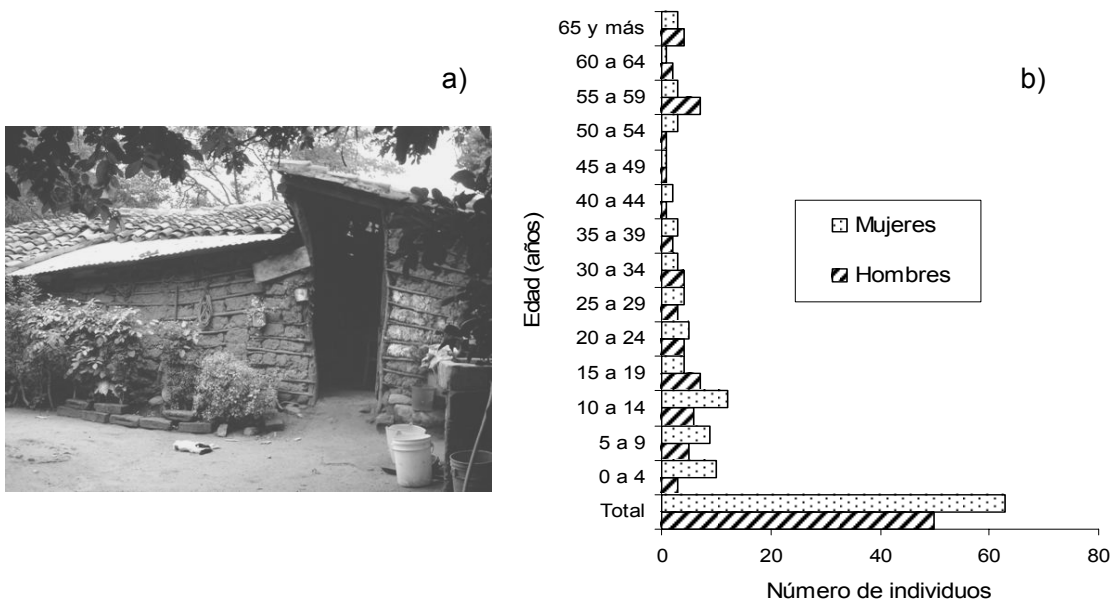 a)
b)
65 y más
60 a 64
55 a 59
50 a 54
45 a 49
40 a 44
35 a 39
30 a 34
25 a 29
20 a 24
15 a 19
10 a 14
5 a 9
0 a 4
Total
Edad (años)
Mujeres
Hombres
0 20 40 60 80
Número de individuos